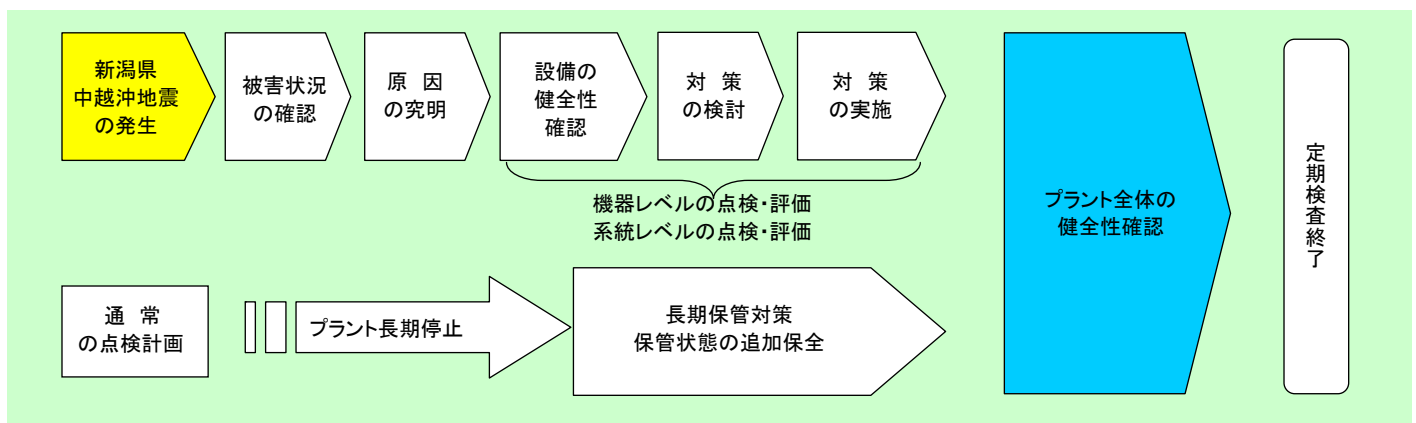 新潟県
中越沖地震
の発生
被害状況
の確認
原　因
の究明
設備の
健全性
確認
対　策
の検討
対　策
の実施
機器レベルの点検・評価
系統レベルの点検・評価
プラント全体の
健全性確認
定期検査終了
通　常
の点検計画
プラント長期停止
長期保管対策
保管状態の追加保全